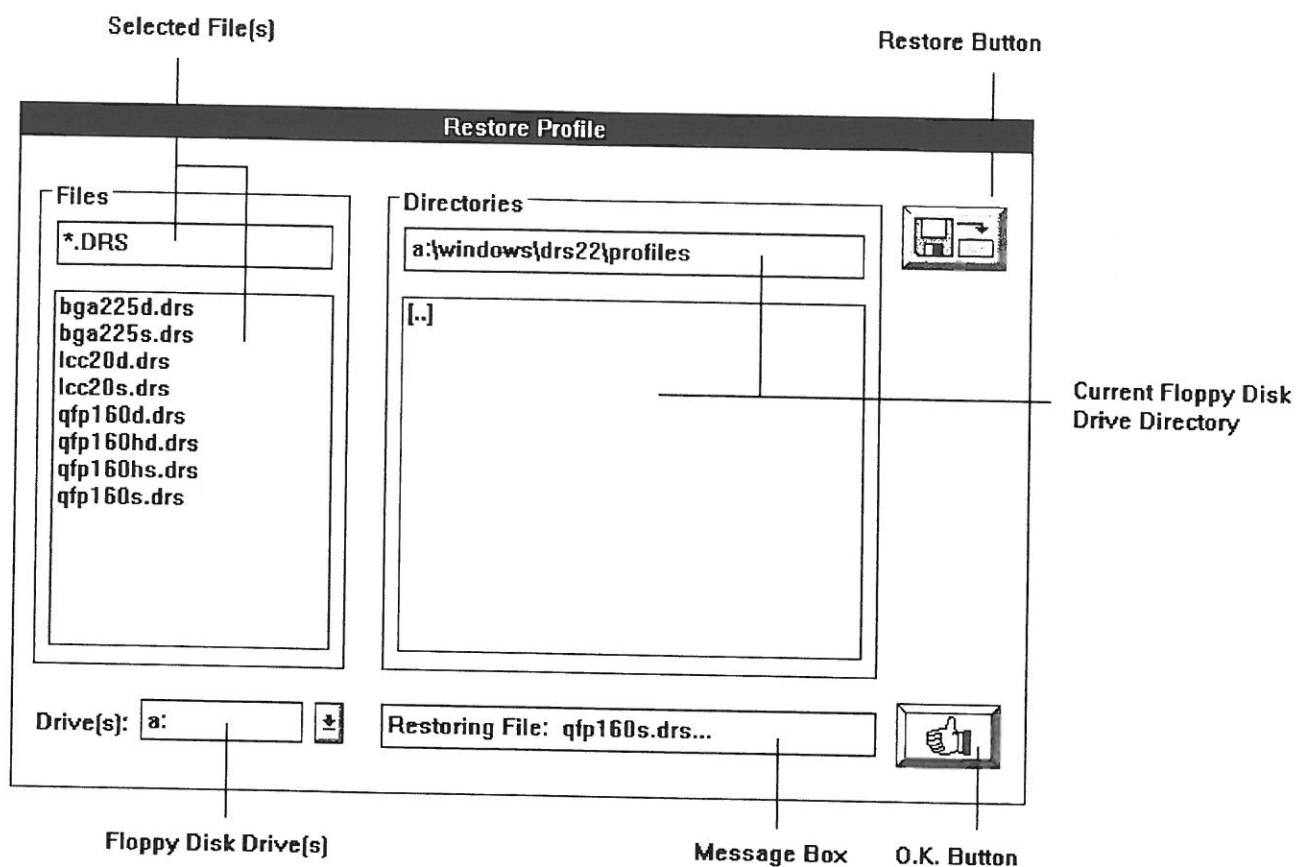 Selected File(s)
Restore Button
Restore Profile
Files
*.DRS
bga225d.drs
bga225s.drs
lcc20d.drs
lcc20s.drs
qfp160d.drs
qfp160hd.drs
qfp160hs.drs
qfp160s.drs
Directories
a:\windows\drs22\profiles
[..]
Current Floppy Disk
Drive Directory
Drive(s): a:
Restoring File: qfp160s.drs...
Floppy Disk Drive(s)
Message Box
O.K. Button